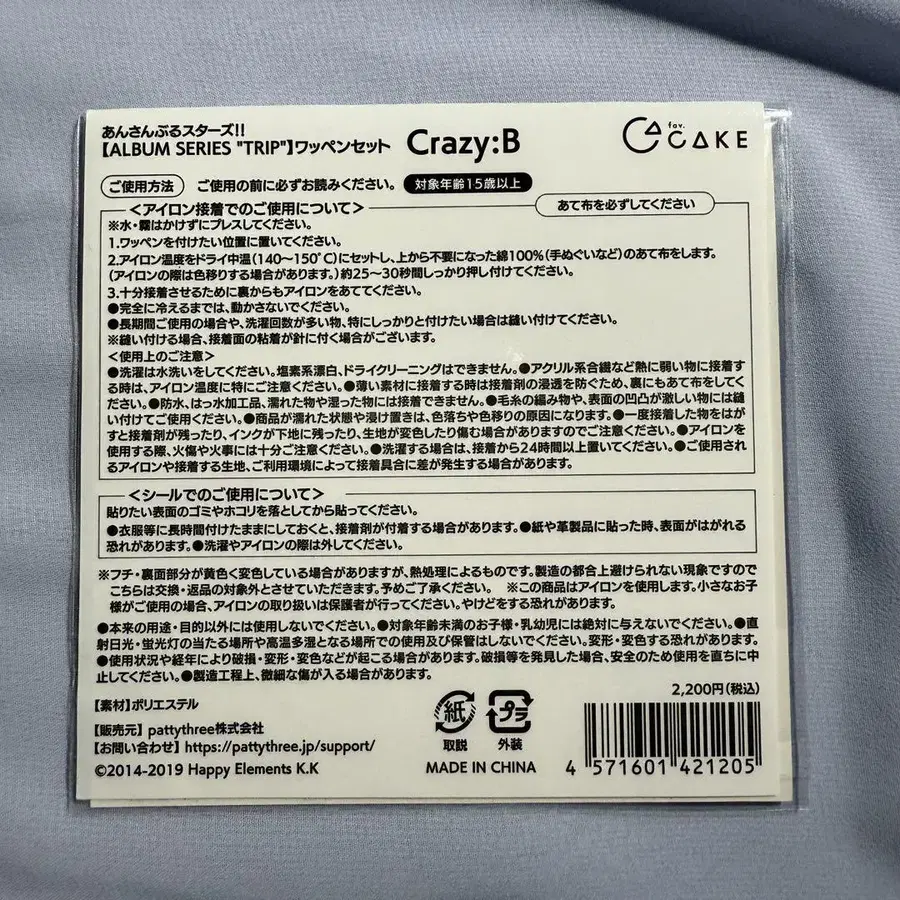 あんさんぶるスターズ!!
【ALBUM SERIES "TRIP"】ワッペンセット Crazy:B
fav.
CAKE
ご使用方法 ご使用の前に必ずお読みください。 対象年齢15歳以上
＜アイロン接着でのご使用について＞ あて布を必ずしてください
※水・霧はかけずにプレスしてください。
1.ワッペンを付けたい位置に置いてください。
2.アイロン温度をドライ中温(140～150℃)にセットし、上から不要になった綿100%(手ぬぐいなど)のあて布をします。
(アイロンの際は色移りする場合があります。)約25～30秒間しっかり押し付けてください。
3.十分接着させるために裏からもアイロンをあててください。
●完全に冷えるまでは、動かさないでください。
●長期間ご使用の場合や、洗濯回数が多い物、特にしっかりと付けたい場合は縫い付けてください。
※縫い付ける場合、接着面の粘着が針に付く場合がございます。
＜使用上のご注意＞
●洗濯は水洗いをしてください。塩素系漂白、ドライクリーニングはできません。●アクリル系合繊など熱に弱い物に接着
する時は、アイロン温度に特にご注意ください。●薄い素材に接着する時は接着剤の浸透を防ぐため、裏にもあて布をしてく
ださい。●防水、はっ水加工品、濡れた物や湿った物には接着できません。●毛糸の編み物や、表面の凹凸が激しい物には縫
い付けてご使用ください。●商品が濡れた状態や浸け置きは、色落ちや色移りの原因になります。●一度接着した物をはが
すと接着剤が残ったり、インクが下地に残ったり、生地が変色したり傷む場合がありますのでご注意ください。●アイロンを
使用する際、火傷や火事には十分ご注意ください。●洗濯する場合は、接着から24時間以上置いてください。●ご使用され
るアイロンや接着する生地、ご利用環境によって接着具合に差が発生する場合があります。
＜シールでのご使用について＞
貼りたい表面のゴミやホコリを落としてから貼ってください。
●衣服等に長時間付けたままにしておくと、接着剤が付着する場合があります。●紙や革製品に貼った時、表面がはがれる
恐れがあります。●洗濯やアイロンの際は外してください。
※フチ・裏面部分が黄色く変色している場合がありますが、熱処理によるものです。製造の都合上避けられない現象ですので
こちらは交換・返品の対象外とさせていただきます。予めご了承ください。 ※この商品はアイロンを使用します。小さなお子
様がご使用の場合、アイロンの取り扱いは保護者が行ってください。やけどをする恐れがあります。
●本来の用途・目的以外には使用しないでください。●対象年齢未満のお子様・乳幼児には絶対に与えないでください。●直
射日光・蛍光灯の当たる場所や高温多湿となる場所での使用及び保管はしないでください。変形・変色する恐れがあります。
●使用状況や経年により破損・変形・変色などが起こる場合があります。破損等を発見した場合、安全のため使用を直ちに中
止してください。●製造工程上、微細な傷が入る場合があります。
2,200円(税込)
【素材】ポリエステル
【販売元】pattythree株式会社
【お問い合わせ】https://pattythree.jp/support/
©2014-2019 Happy Elements K.K
紙 プラ
取説 外装
MADE IN CHINA
4 571601 421205